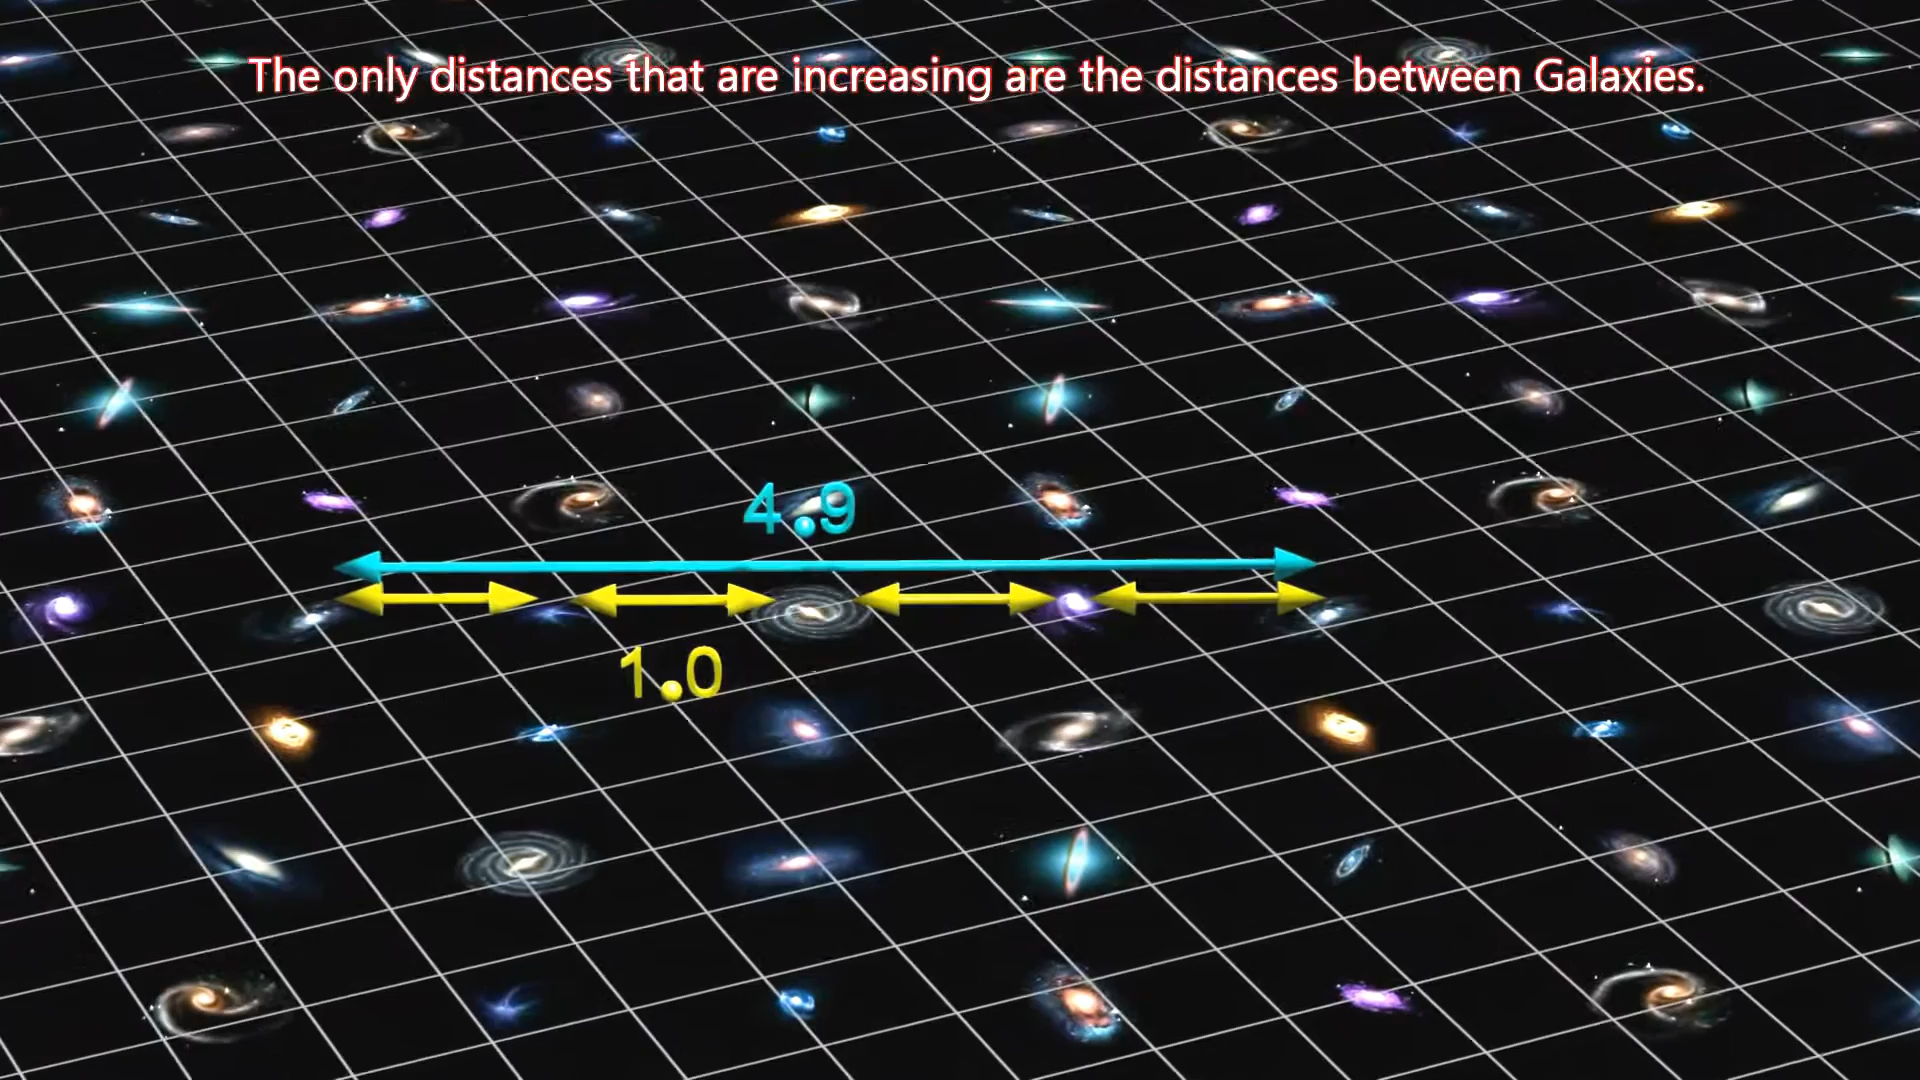 The only distances that are increasing are the distances between Galaxies.
4.9
1.0